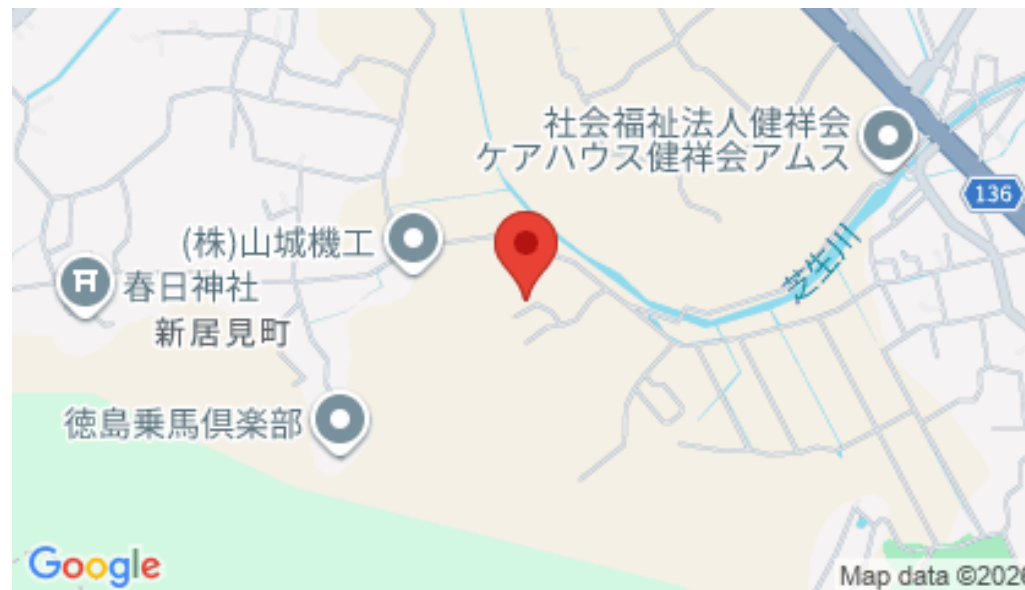 社会福祉法人健祥会
ケアハウス健祥会アムス
136
(株)山城機工
芝生川
春日神社
新居見町
徳島乗馬倶楽部
Google
Map data ©2026